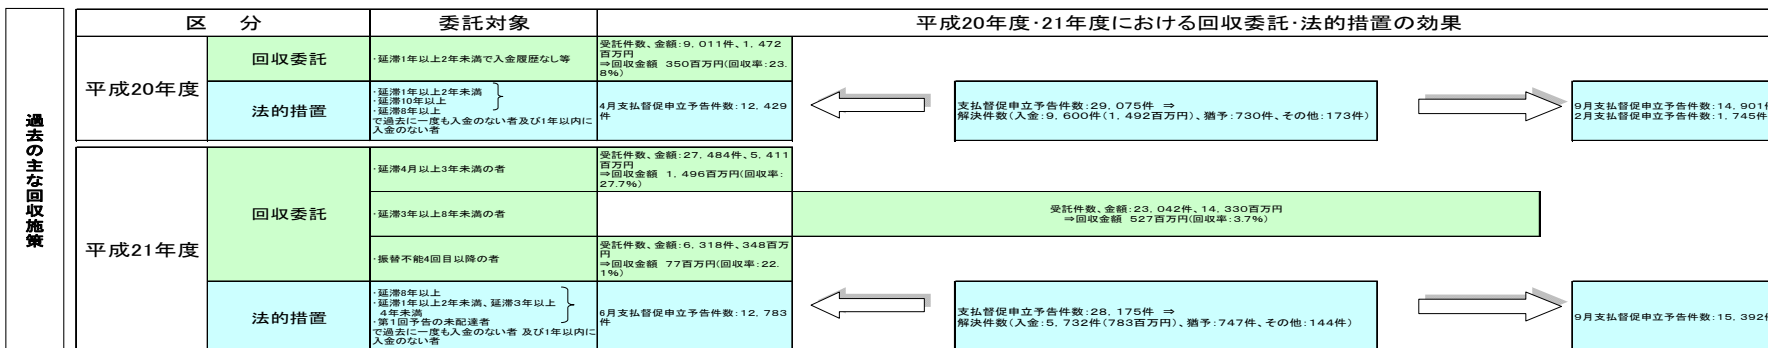 過去の主な回収施策
区　分
委託対象
平成20年度・21年度における回収委託・法的措置の効果
平成20年度
回収委託
・延滞1年以上2年未満で入金履歴なし等
受託件数、金額:9,011件、1,472
百万円
⇒回収金額 350百万円(回収率:23.
8%)
法的措置
・延滞1年以上2年未満
・延滞10年以上
・延滞8年以上
で過去に一度も入金のない者及び1年以内に
入金のない者
4月支払督促申立予告件数:12,429
件
支払督促申立予告件数:29,075件 ⇒
解決件数(入金:9,600件(1,492百万円)、猶予:730件、その他:173件)
9月支払督促申立予告件数:14,901件
2月支払督促申立予告件数:1,745件
平成21年度
回収委託
・延滞4月以上3年未満の者
受託件数、金額:27,484件、5,411
百万円
⇒回収金額 1,496百万円(回収率:
27.7%)
・延滞3年以上8年未満の者
受託件数、金額:23,042件、14,330百万円
⇒回収金額 527百万円(回収率:3.7%)
・振替不能4回目以降の者
受託件数、金額:6,318件、348百万
円
⇒回収金額 77百万円(回収率:22.
1%)
法的措置
・延滞8年以上
・延滞1年以上2年未満、延滞3年以上
4年未満
・第1回予告の未配達者
で過去に一度も入金のない者 及び1年以内に
入金のない者
6月支払督促申立予告件数:12,783
件
支払督促申立予告件数:28,175件 ⇒
解決件数(入金:5,732件(783百万円)、猶予:747件、その他:144件)
9月支払督促申立予告件数:15,392件